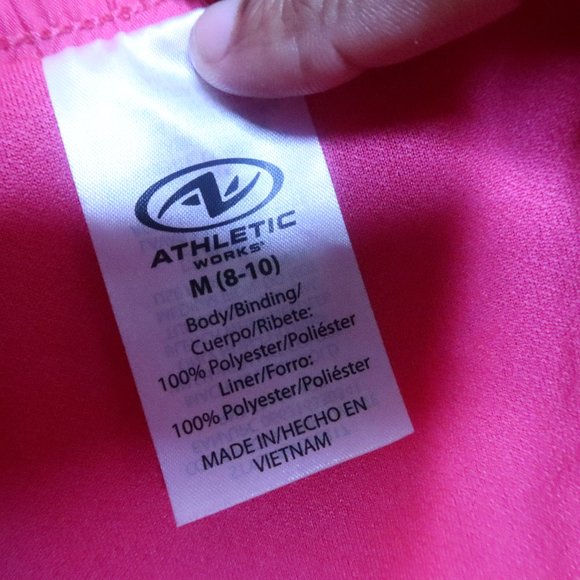 ATHLETIC
WORKS®
M (8-10)
Body/Binding/
Cuerpo/Ribete:
100% Polyester/Poliéster
Liner/Forro:
100% Polyester/Poliéster
MADE IN/HECHO EN
VIETNAM